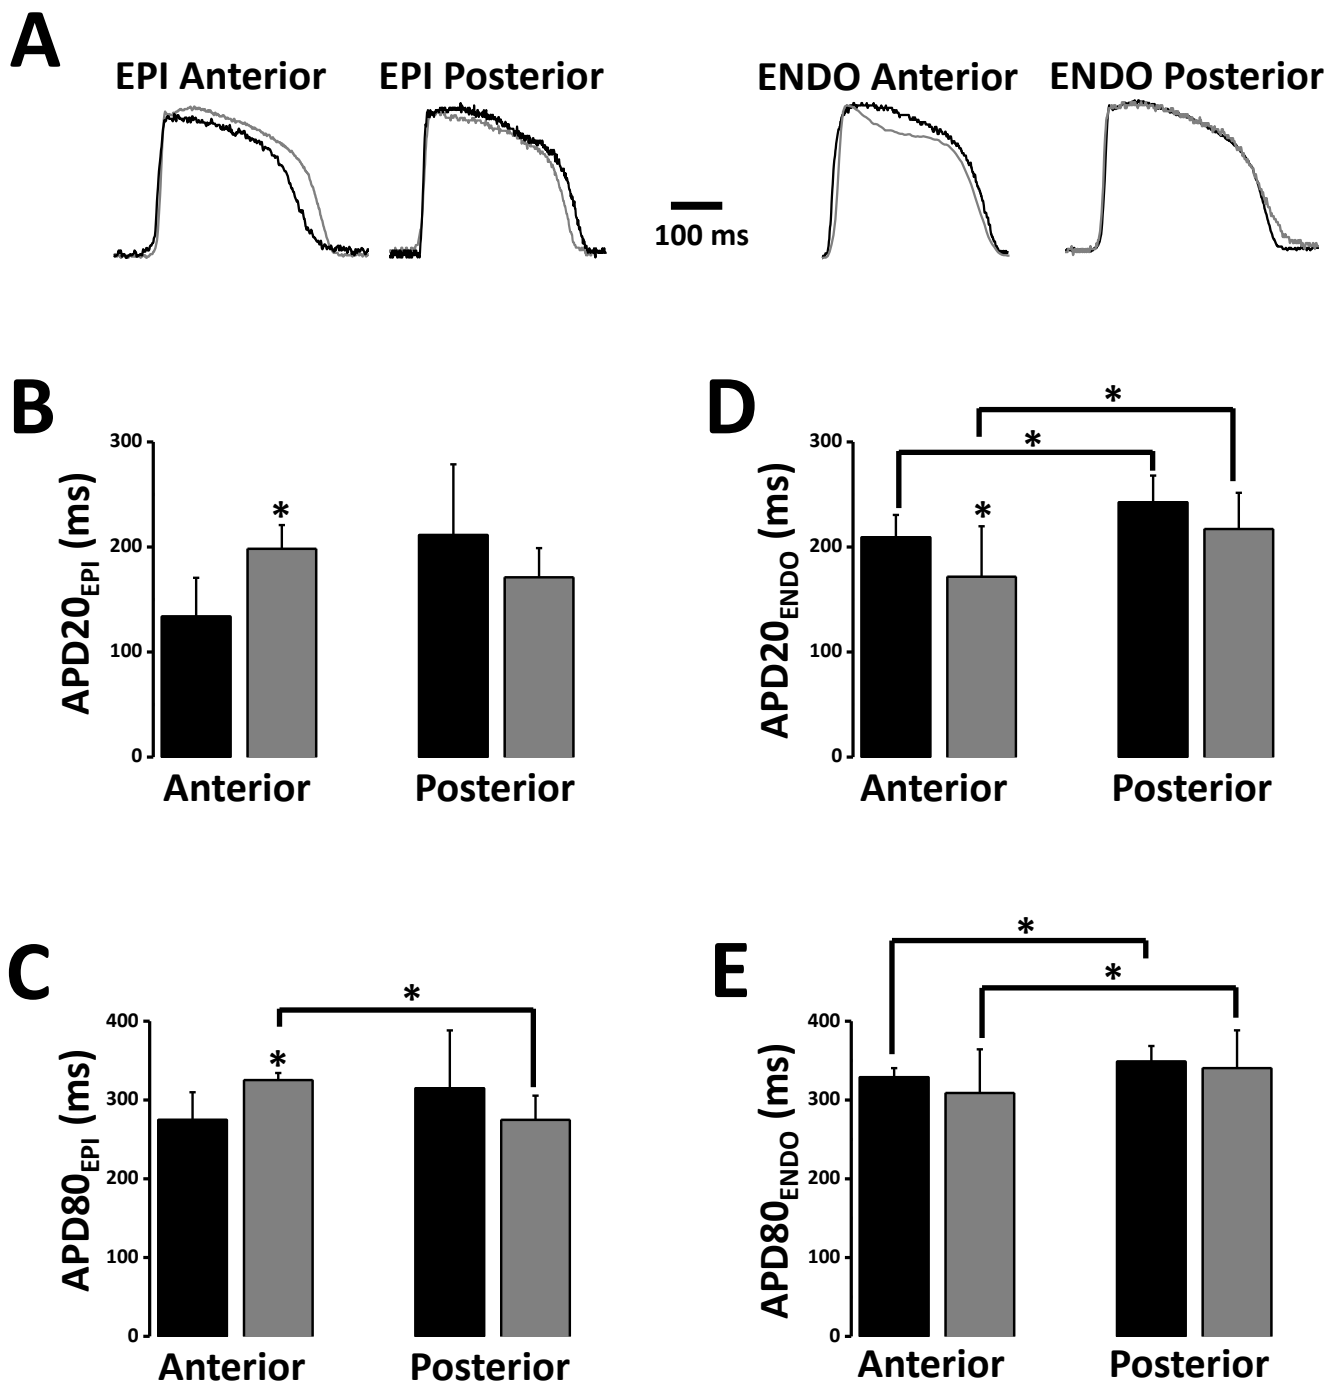 A
EPI Anterior
EPI Posterior
ENDO Anterior
ENDO Posterior
100 ms
B
APD20EPI (ms)
300
200
100
0
*
Anterior
Posterior
D
APD20ENDO (ms)
300
200
100
0
*
*
*
Anterior
Posterior
C
APD80EPI (ms)
400
300
200
100
0
*
*
Anterior
Posterior
E
APD80ENDO (ms)
400
300
200
100
0
*
*
Anterior
Posterior